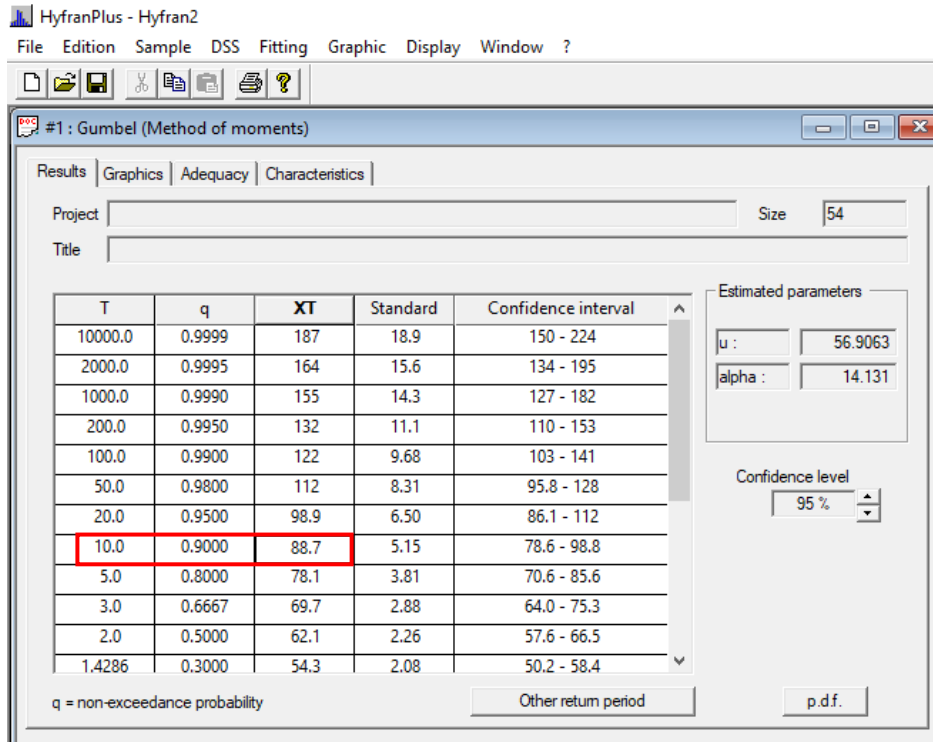 HyfranPlus - Hyfran2
File Edition Sample DSS Fitting Graphic Display Window ?
#1 : Gumbel (Method of moments)
Results Graphics Adequacy Characteristics
Project Size 54
Title
T q XT Standard Confidence interval
10000.0 0.9999 187 18.9 150 - 224
2000.0 0.9995 164 15.6 134 - 195
1000.0 0.9990 155 14.3 127 - 182
200.0 0.9950 132 11.1 110 - 153
100.0 0.9900 122 9.68 103 - 141
50.0 0.9800 112 8.31 95.8 - 128
20.0 0.9500 98.9 6.50 86.1 - 112
10.0 0.9000 88.7 5.15 78.6 - 98.8
5.0 0.8000 78.1 3.81 70.6 - 85.6
3.0 0.6667 69.7 2.88 64.0 - 75.3
2.0 0.5000 62.1 2.26 57.6 - 66.5
1.4286 0.3000 54.3 2.08 50.2 - 58.4
Estimated parameters
u : 56.9063
alpha : 14.131
Confidence level
95 %
q = non-exceedance probability
Other return period
p.d.f.